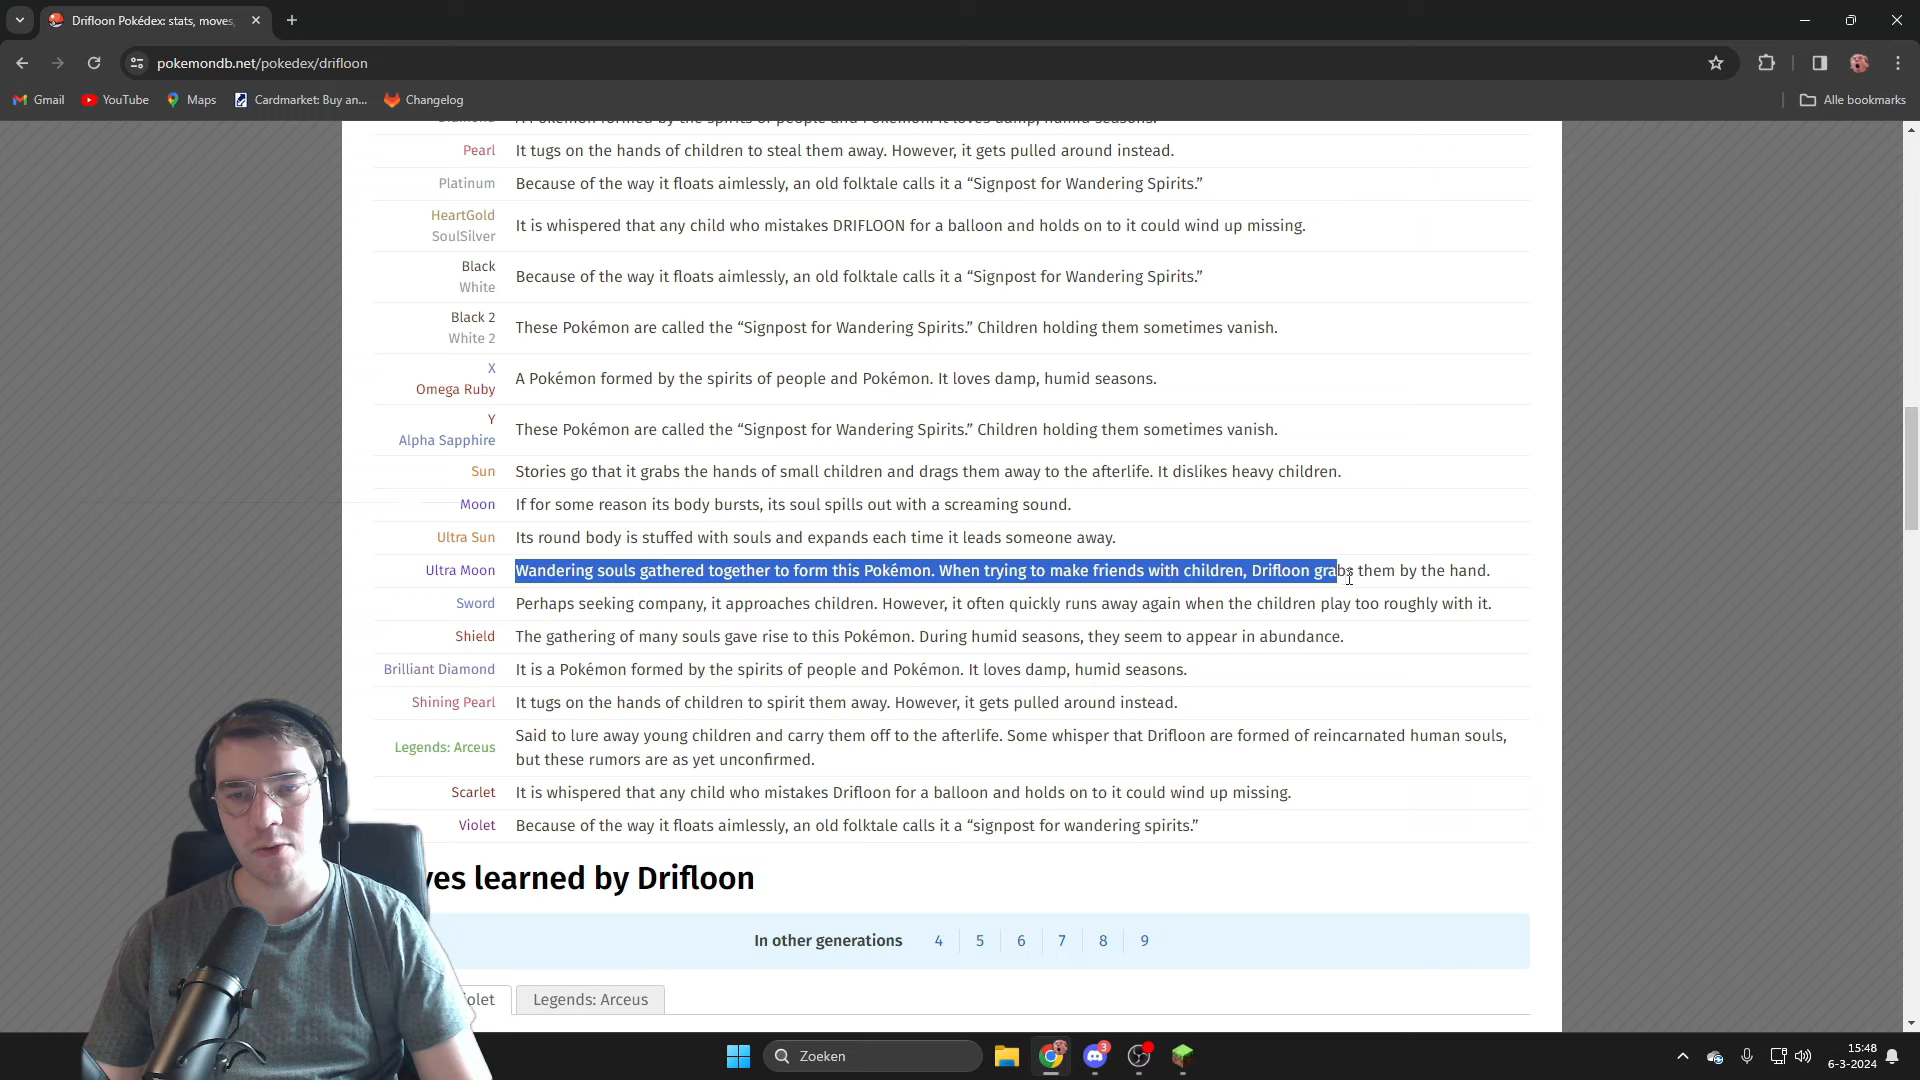 Drifloon Pokédex: stats, moves,
pokemondb.net/pokedex/drifloon
Gmail
YouTube
Maps
Cardmarket: Buy an...
Changelog
Alle bookmarks
Diamond A Pokémon formed by the spirits of people and Pokémon. It loves damp, humid seasons.
Pearl It tugs on the hands of children to steal them away. However, it gets pulled around instead.
Platinum Because of the way it floats aimlessly, an old folktale calls it a “Signpost for Wandering Spirits.”
HeartGold
SoulSilver
It is whispered that any child who mistakes DRIFLOON for a balloon and holds on to it could wind up missing.
Black
White
Because of the way it floats aimlessly, an old folktale calls it a “Signpost for Wandering Spirits.”
Black 2
White 2
These Pokémon are called the “Signpost for Wandering Spirits.” Children holding them sometimes vanish.
X
Omega Ruby
A Pokémon formed by the spirits of people and Pokémon. It loves damp, humid seasons.
Y
Alpha Sapphire
These Pokémon are called the “Signpost for Wandering Spirits.” Children holding them sometimes vanish.
Sun Stories go that it grabs the hands of small children and drags them away to the afterlife. It dislikes heavy children.
Moon If for some reason its body bursts, its soul spills out with a screaming sound.
Ultra Sun Its round body is stuffed with souls and expands each time it leads someone away.
Ultra Moon Wandering souls gathered together to form this Pokémon. When trying to make friends with children, Drifloon grabs them by the hand.
Sword Perhaps seeking company, it approaches children. However, it often quickly runs away again when the children play too roughly with it.
Shield The gathering of many souls gave rise to this Pokémon. During humid seasons, they seem to appear in abundance.
Brilliant Diamond It is a Pokémon formed by the spirits of people and Pokémon. It loves damp, humid seasons.
Shining Pearl It tugs on the hands of children to spirit them away. However, it gets pulled around instead.
Legends: Arceus
Said to lure away young children and carry them off to the afterlife. Some whisper that Drifloon are formed of reincarnated human souls,
but these rumors are as yet unconfirmed.
Scarlet It is whispered that any child who mistakes Drifloon for a balloon and holds on to it could wind up missing.
Violet Because of the way it floats aimlessly, an old folktale calls it a “signpost for wandering spirits.”
ves learned by Drifloon
In other generations 4 5 6 7 8 9
olet
Legends: Arceus
Zoeken
3
15:48
6-3-2024